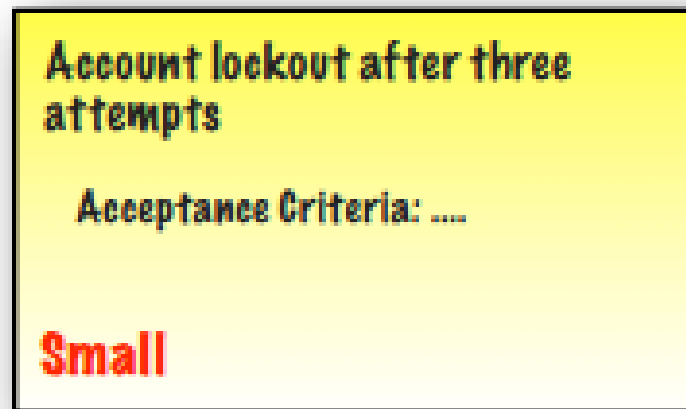 Account lockout after three
attempts
Acceptance Criteria: ....
Small